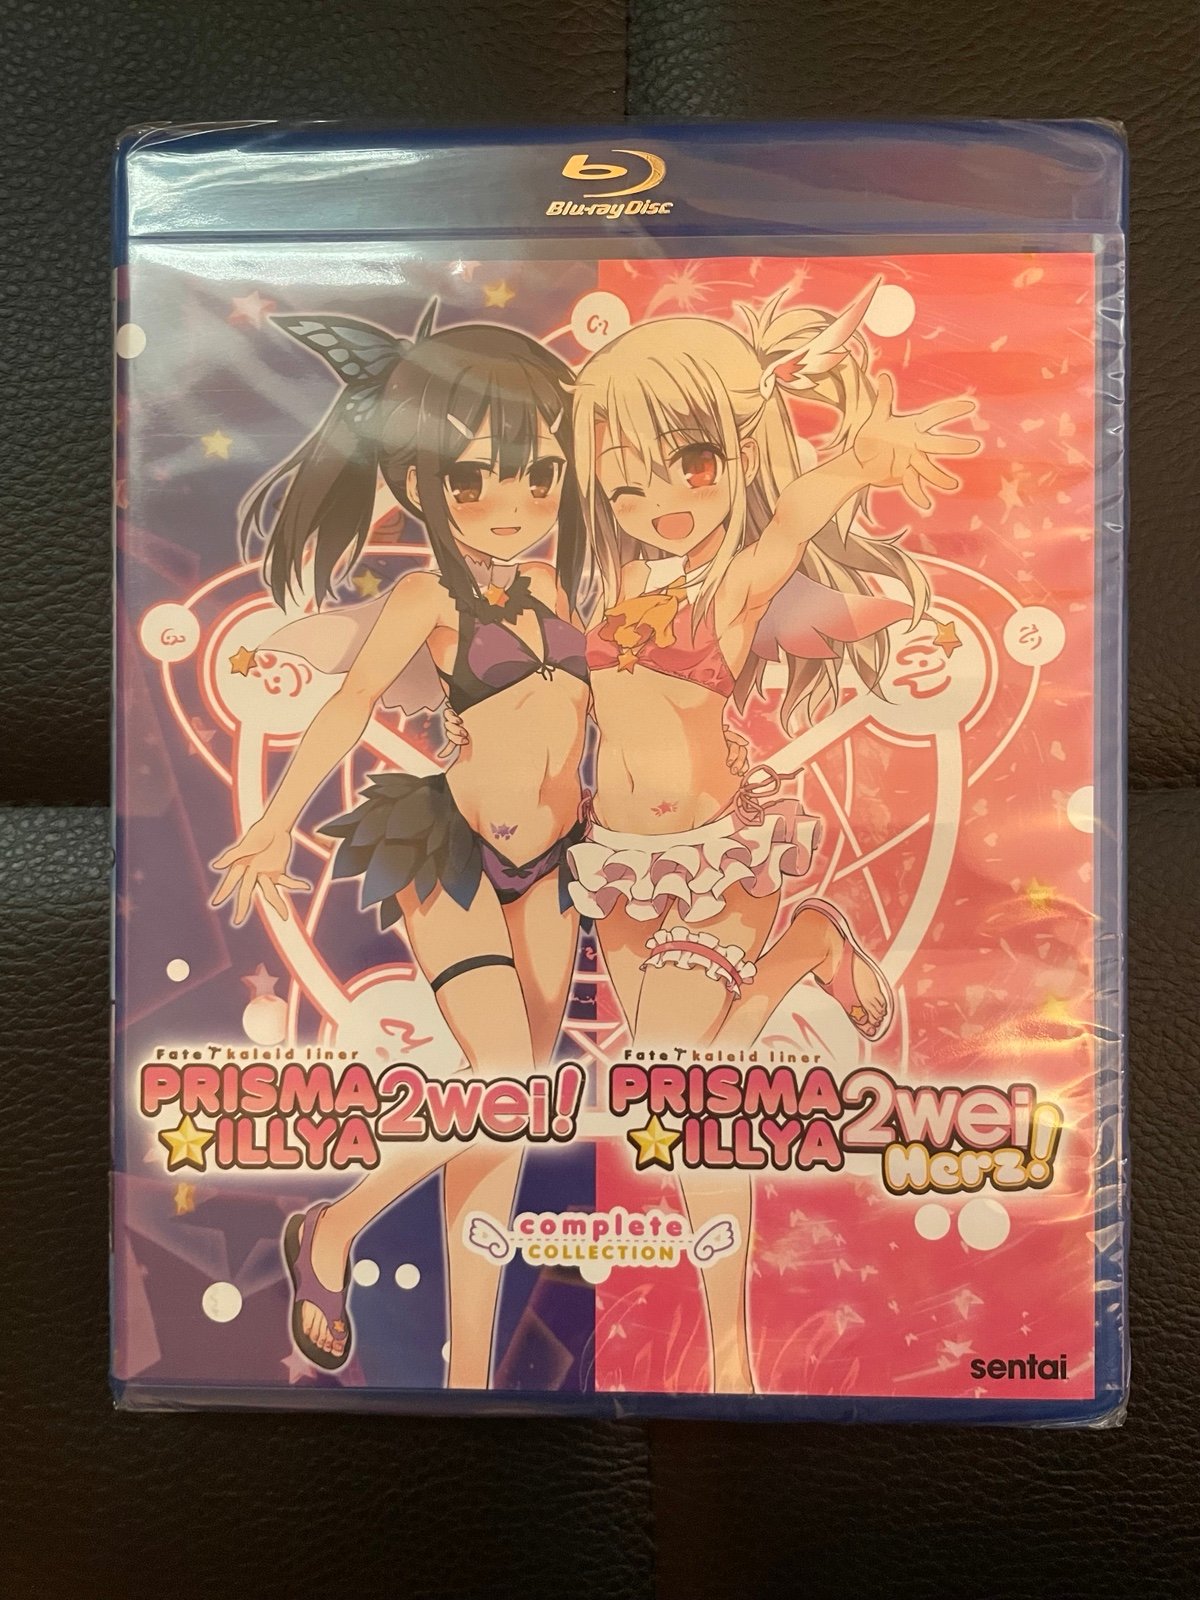 Blu-ray Disc
Fate kaleid liner
PRISMA
ILLYA
2wei!
Fate kaleid liner
PRISMA
ILLYA
2wei
Herz!
complete
COLLECTION
sentai